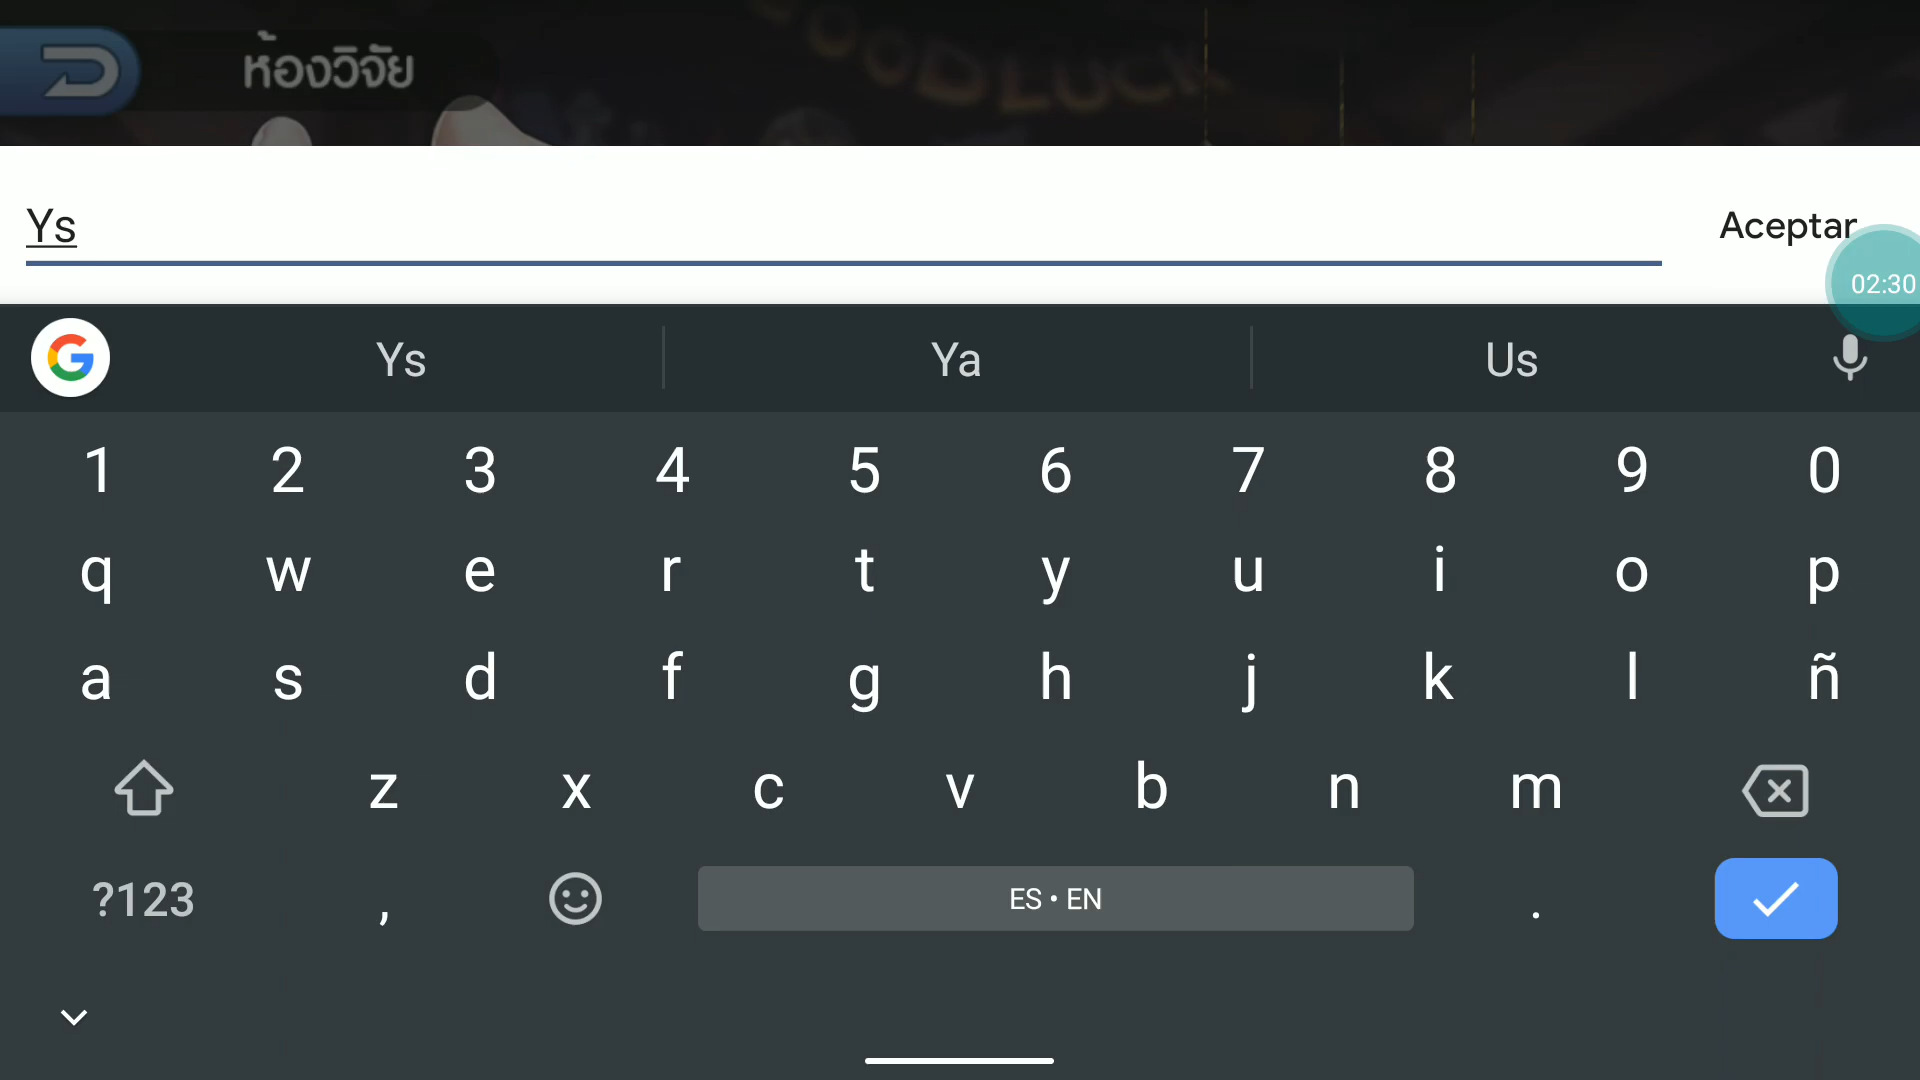 GOODLUCK
ห้องวิจัย
Ys
Aceptar
02:30
Ys Ya Us
1 2 3 4 5 6 7 8 9 0
q w e r t y u i o p
a s d f g h j k l ñ
z x c v b n m
?123 , ES • EN .